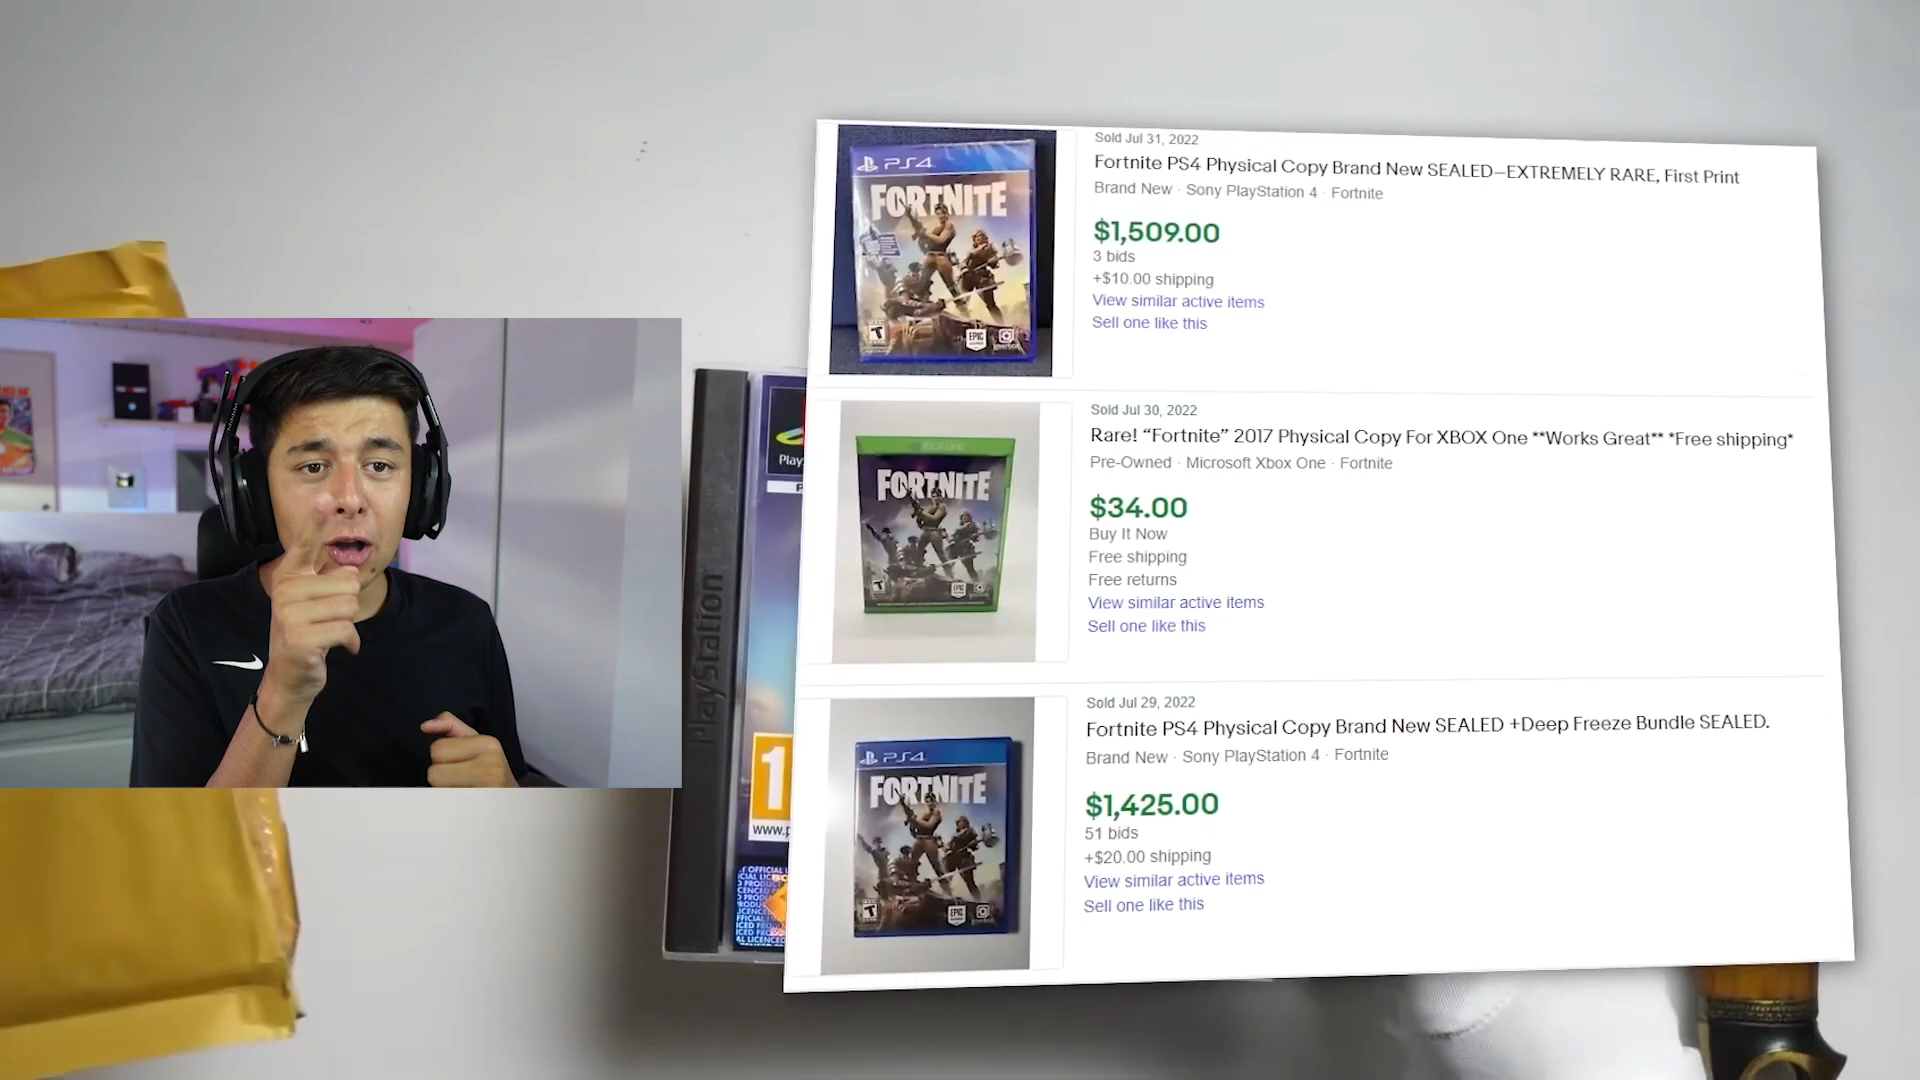 Sold Jul 31, 2022
Fortnite PS4 Physical Copy Brand New SEALED–EXTREMELY RARE, First Print
Brand New · Sony PlayStation 4 · Fortnite
$1,509.00
3 bids
+$10.00 shipping
View similar active items
Sell one like this
PS4
FORTNITE
T
EPIC
Sold Jul 30, 2022
Rare! “Fortnite” 2017 Physical Copy For XBOX One **Works Great** *Free shipping*
Pre-Owned · Microsoft Xbox One · Fortnite
$34.00
Buy It Now
Free shipping
Free returns
View similar active items
Sell one like this
FORTNITE
T
EPIC
Sold Jul 29, 2022
Fortnite PS4 Physical Copy Brand New SEALED +Deep Freeze Bundle SEALED.
Brand New · Sony PlayStation 4 · Fortnite
$1,425.00
51 bids
+$20.00 shipping
View similar active items
Sell one like this
PS4
FORTNITE
T
EPIC
PlayStation
Play
1
www.p